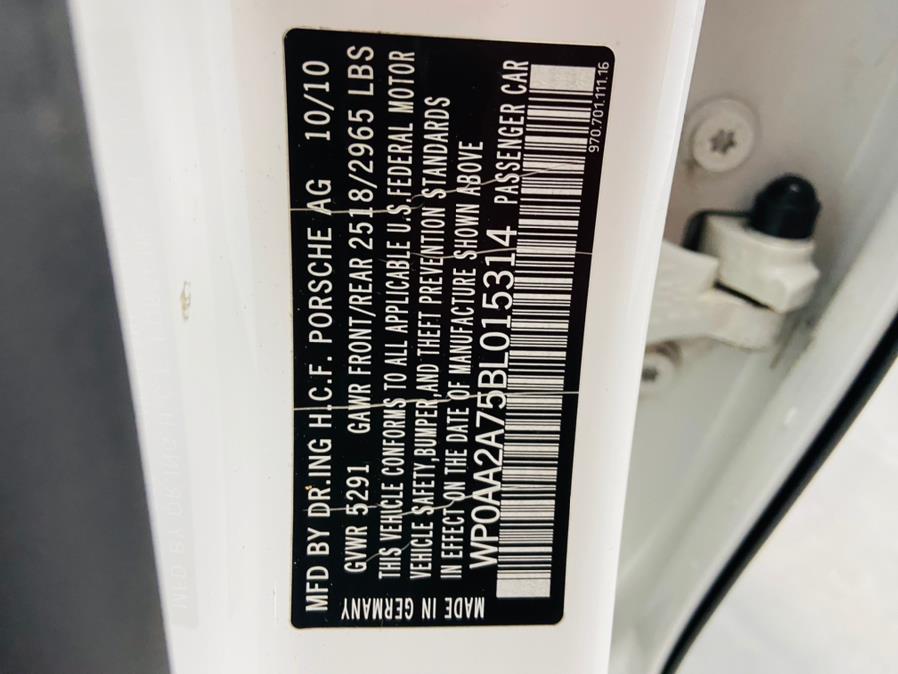 MFD BY DR.ING H.C.F. PORSCHE AG 10/10
GVWR 5291 GAWR FRONT/REAR 2518/2965 LBS
THIS VEHICLE CONFORMS TO ALL APPLICABLE U.S. FEDERAL MOTOR
VEHICLE SAFETY,BUMPER,AND THEFT PREVENTION STANDARDS
IN EFFECT ON THE DATE OF MANUFACTURE SHOWN ABOVE
WP0AA2A75BL015314 PASSENGER CAR
MADE IN GERMANY
970.701.111.16